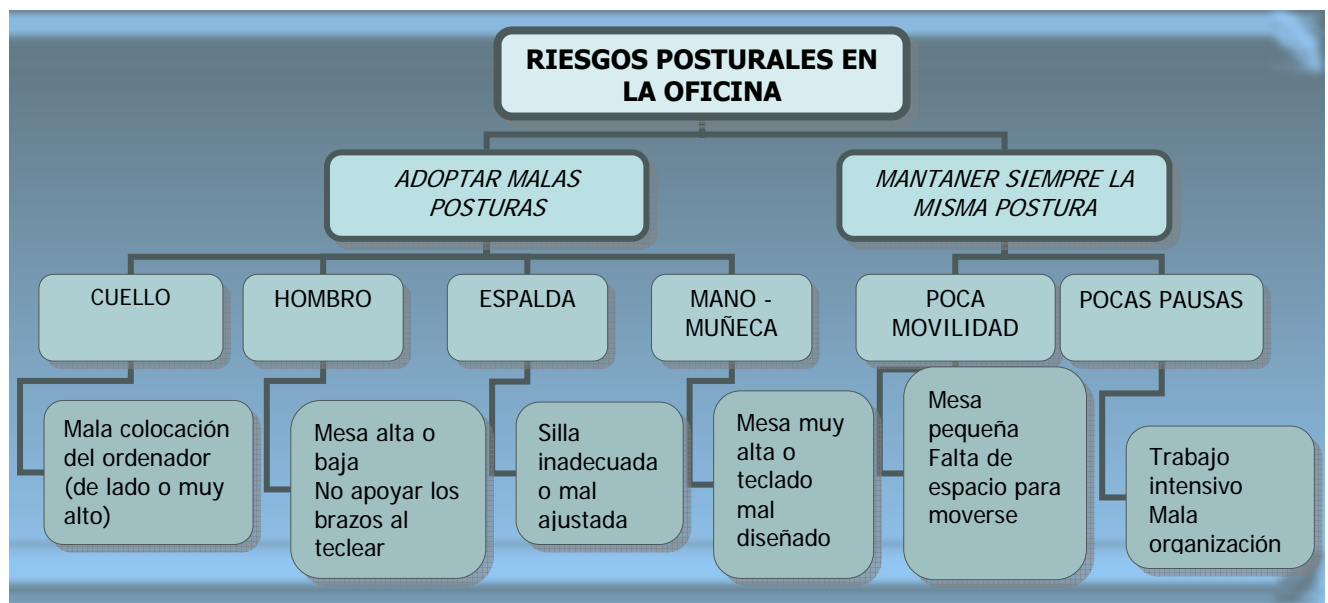 RIESGOS POSTURALES EN
LA OFICINA
ADOPTAR MALAS
POSTURAS
MANTANER SIEMPRE LA
MISMA POSTURA
CUELLO
HOMBRO
ESPALDA
MANO -
MUÑECA
POCA
MOVILIDAD
POCAS PAUSAS
Mala colocación
del ordenador
(de lado o muy
alto)
Mesa alta o
baja
No apoyar los
brazos al
teclear
Silla
inadecuada
o mal
ajustada
Mesa muy
alta o
teclado
mal
diseñado
Mesa
pequeña
Falta de
espacio para
moverse
Trabajo
intensivo
Mala
organización